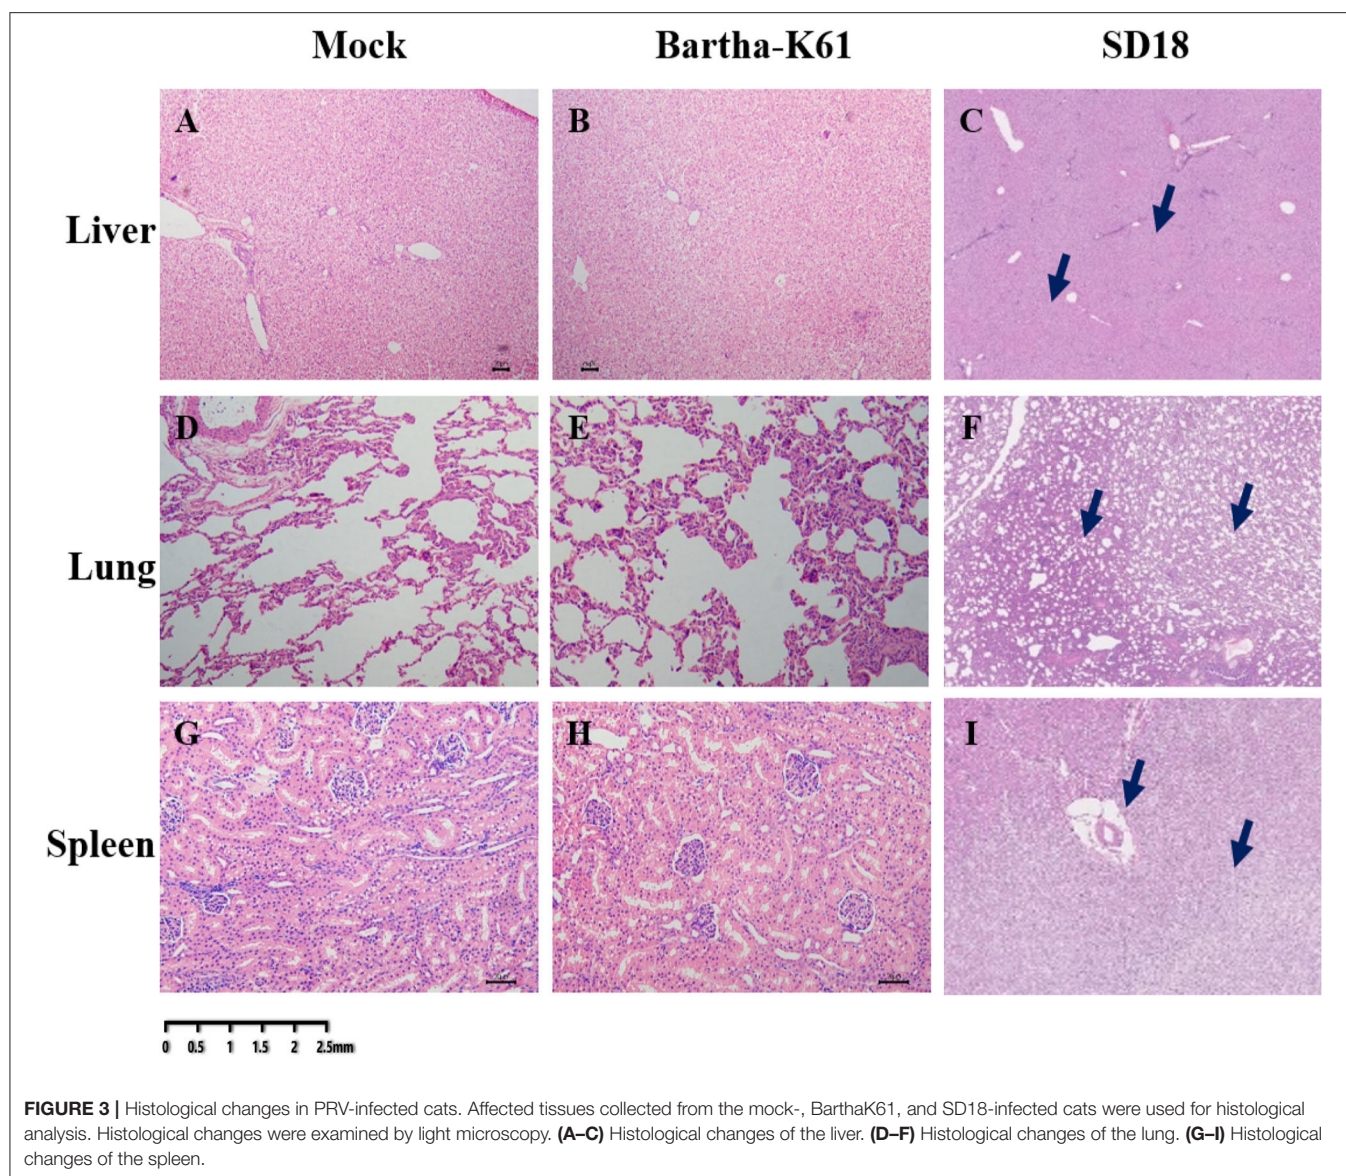 Mock Bartha-K61 SD18
Liver A B C
Lung D E F
Spleen G H I
0 0.5 1 1.5 2 2.5mm
FIGURE 3 | Histological changes in PRV-infected cats. Affected tissues collected from the mock-, BarthaK61, and SD18-infected cats were used for histological
analysis. Histological changes were examined by light microscopy. (A–C) Histological changes of the liver. (D–F) Histological changes of the lung. (G–I) Histological
changes of the spleen.